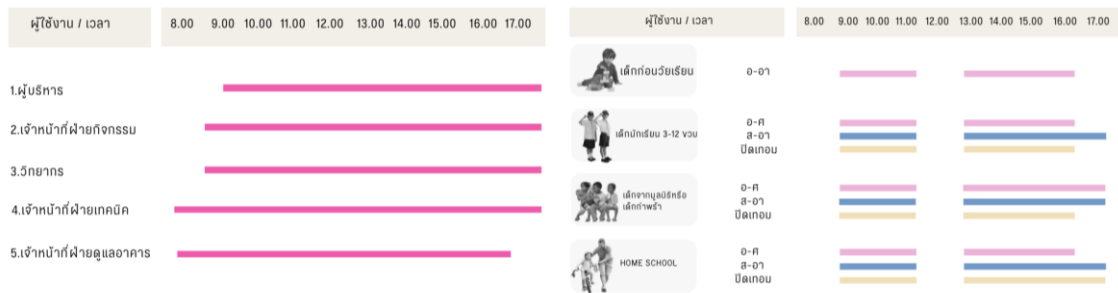 ผู้ใช้งาน / เวลา
8.00 9.00 10.00 11.00 12.00 13.00 14.00 15.00 16.00 17.00
1.ผู้บริหาร
2.เจ้าหน้าที่ฝ่ายกิจกรรม
3.วิทยากร
4.เจ้าหน้าที่ฝ่ายเทคนิค
5.เจ้าหน้าที่ฝ่ายดูแลอาคาร
ผู้ใช้งาน / เวลา
8.00 9.00 10.00 11.00 12.00 13.00 14.00 15.00 16.00 17.00
เด็กก่อนวัยเรียน
อ-อา
เด็กนักเรียน 3-12 ขวบ
อ-ศ
ส-อา
ปิดเทอม
เด็กจากมูลนิธิหรือ
เด็กกำพร้า
อ-ศ
ส-อา
ปิดเทอม
HOME SCHOOL
อ-ศ
ส-อา
ปิดเทอม